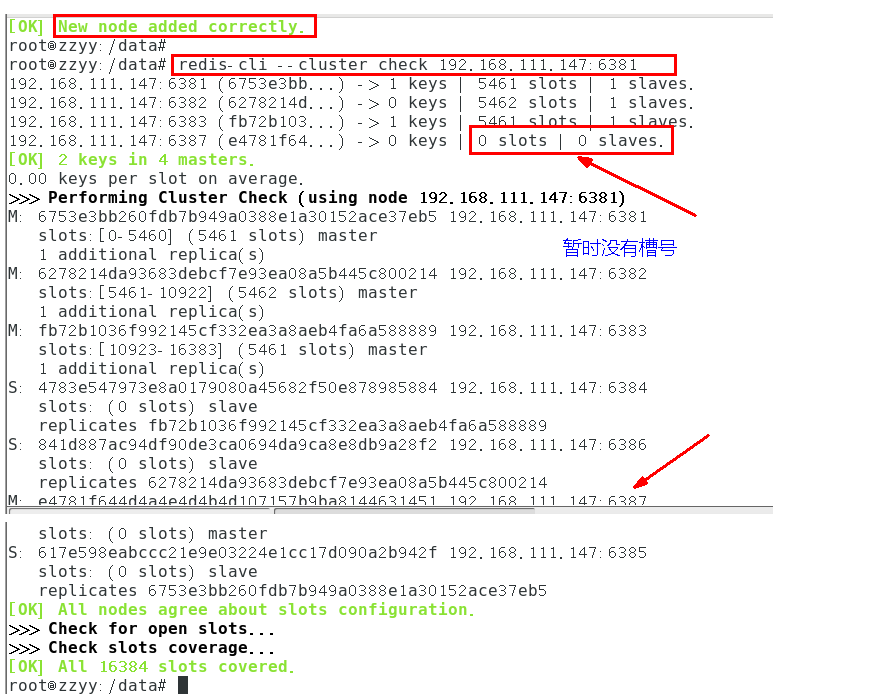 [OK] New node added correctly.
root@zzyy:/data#
root@zzyy:/data# redis-cli --cluster check 192.168.111.147:6381
192.168.111.147:6381 (6753e3bb...) -> 1 keys | 5461 slots | 1 slaves.
192.168.111.147:6382 (6278214d...) -> 0 keys | 5462 slots | 1 slaves.
192.168.111.147:6383 (fb72b103...) -> 1 keys | 5461 slots | 1 slaves.
192.168.111.147:6387 (e4781f64...) -> 0 keys | 0 slots | 0 slaves.
[OK] 2 keys in 4 masters.
0.00 keys per slot on average.
>>> Performing Cluster Check (using node 192.168.111.147:6381)
M: 6753e3bb260fdb7b949a0388e1a30152ace37eb5 192.168.111.147:6381
slots:[0-5460] (5461 slots) master
暂时没有槽号
1 additional replica(s)
M: 6278214da93683debcf7e93ea08a5b445c800214 192.168.111.147:6382
slots:[5461-10922] (5462 slots) master
1 additional replica(s)
M: fb72b1036f992145cf332ea3a8aeb4fa6a588889 192.168.111.147:6383
slots:[10923-16383] (5461 slots) master
1 additional replica(s)
S: 4783e547973e8a0179080a45682f50e878985884 192.168.111.147:6384
slots: (0 slots) slave
replicates fb72b1036f992145cf332ea3a8aeb4fa6a588889
S: 841d887ac94df90de3ca0694da9ca8e8db9a28f2 192.168.111.147:6386
slots: (0 slots) slave
replicates 6278214da93683debcf7e93ea08a5b445c800214
M: e4781f644d4a4e4d4b4d107157b9ba8144631451 192.168.111.147:6387
slots: (0 slots) master
S: 617e598eabccc21e9e03224e1cc17d090a2b942f 192.168.111.147:6385
slots: (0 slots) slave
replicates 6753e3bb260fdb7b949a0388e1a30152ace37eb5
[OK] All nodes agree about slots configuration.
>>> Check for open slots...
>>> Check slots coverage...
[OK] All 16384 slots covered.
root@zzyy:/data#